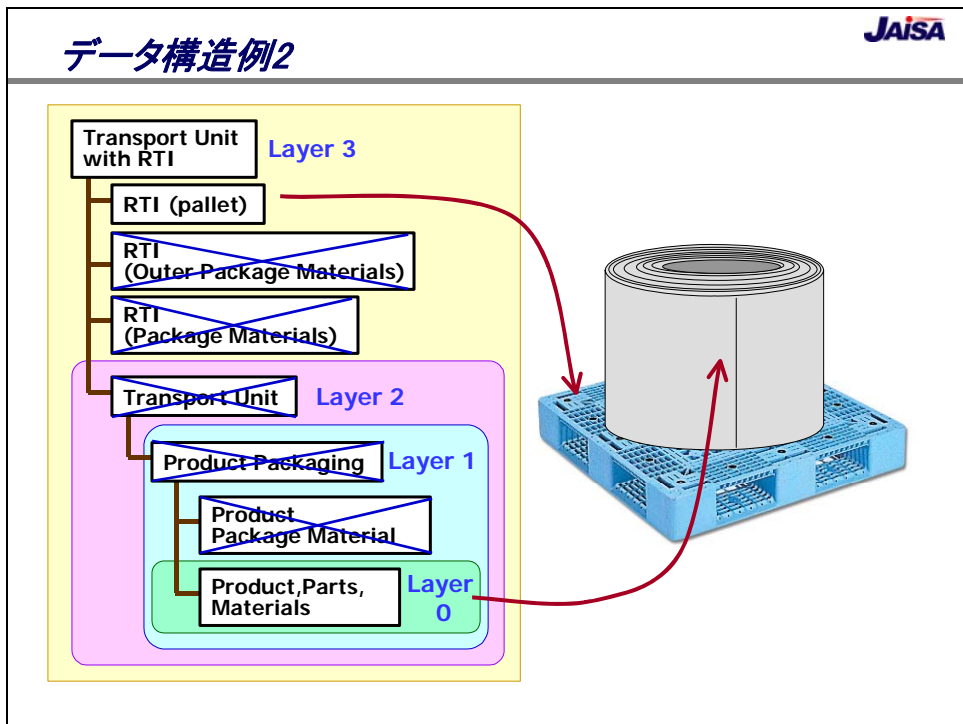 データ構造例2
JAiSA
Transport Unit
with RTI
Layer 3
RTI (pallet)
RTI
(Outer Package Materials)
RTI
(Package Materials)
Transport Unit
Layer 2
Product Packaging
Layer 1
Product
Package Material
Product,Parts,
Materials
Layer
0